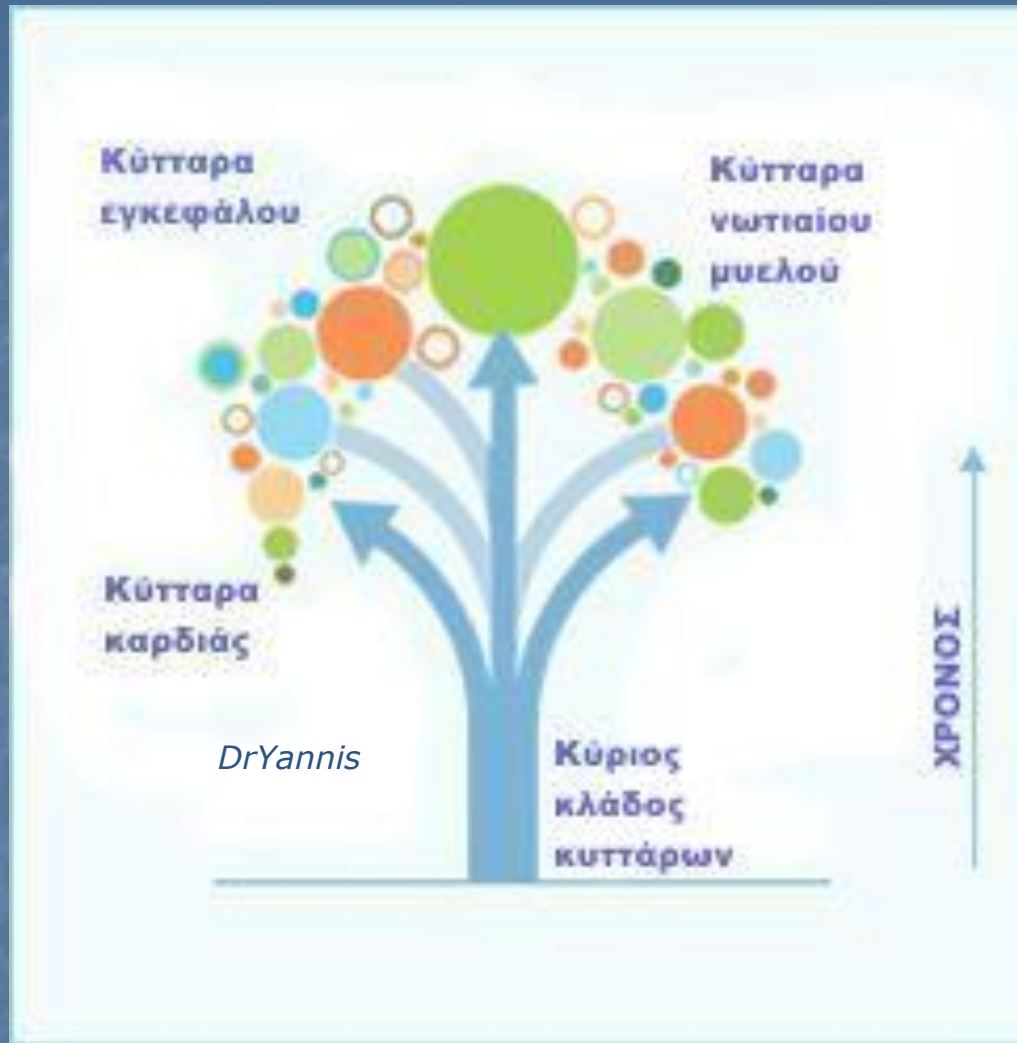 Κύτταρα
εγκεφάλου
Κύτταρα
νωτιαίου
μυελού
Κύτταρα
καρδιάς
DrYannis
Κύριος
κλάδος
κυττάρων
ΧΡΟΝΟΣ